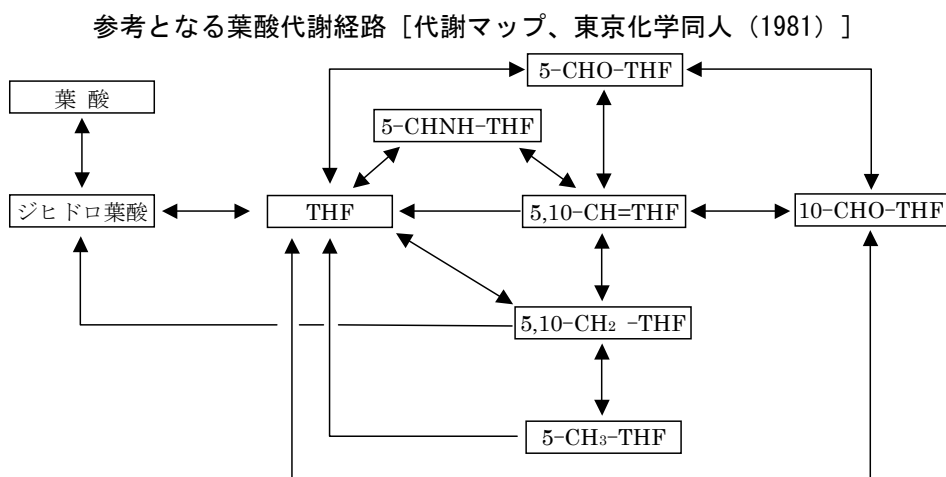 参考となる葉酸代謝経路［代謝マップ、東京化学同人（1981）］
5-CHO-THF
葉 酸
5-CHNH-THF
ジヒドロ葉酸
THF
5,10-CH=THF
10-CHO-THF
5,10-CH₂ -THF
5-CH₃-THF